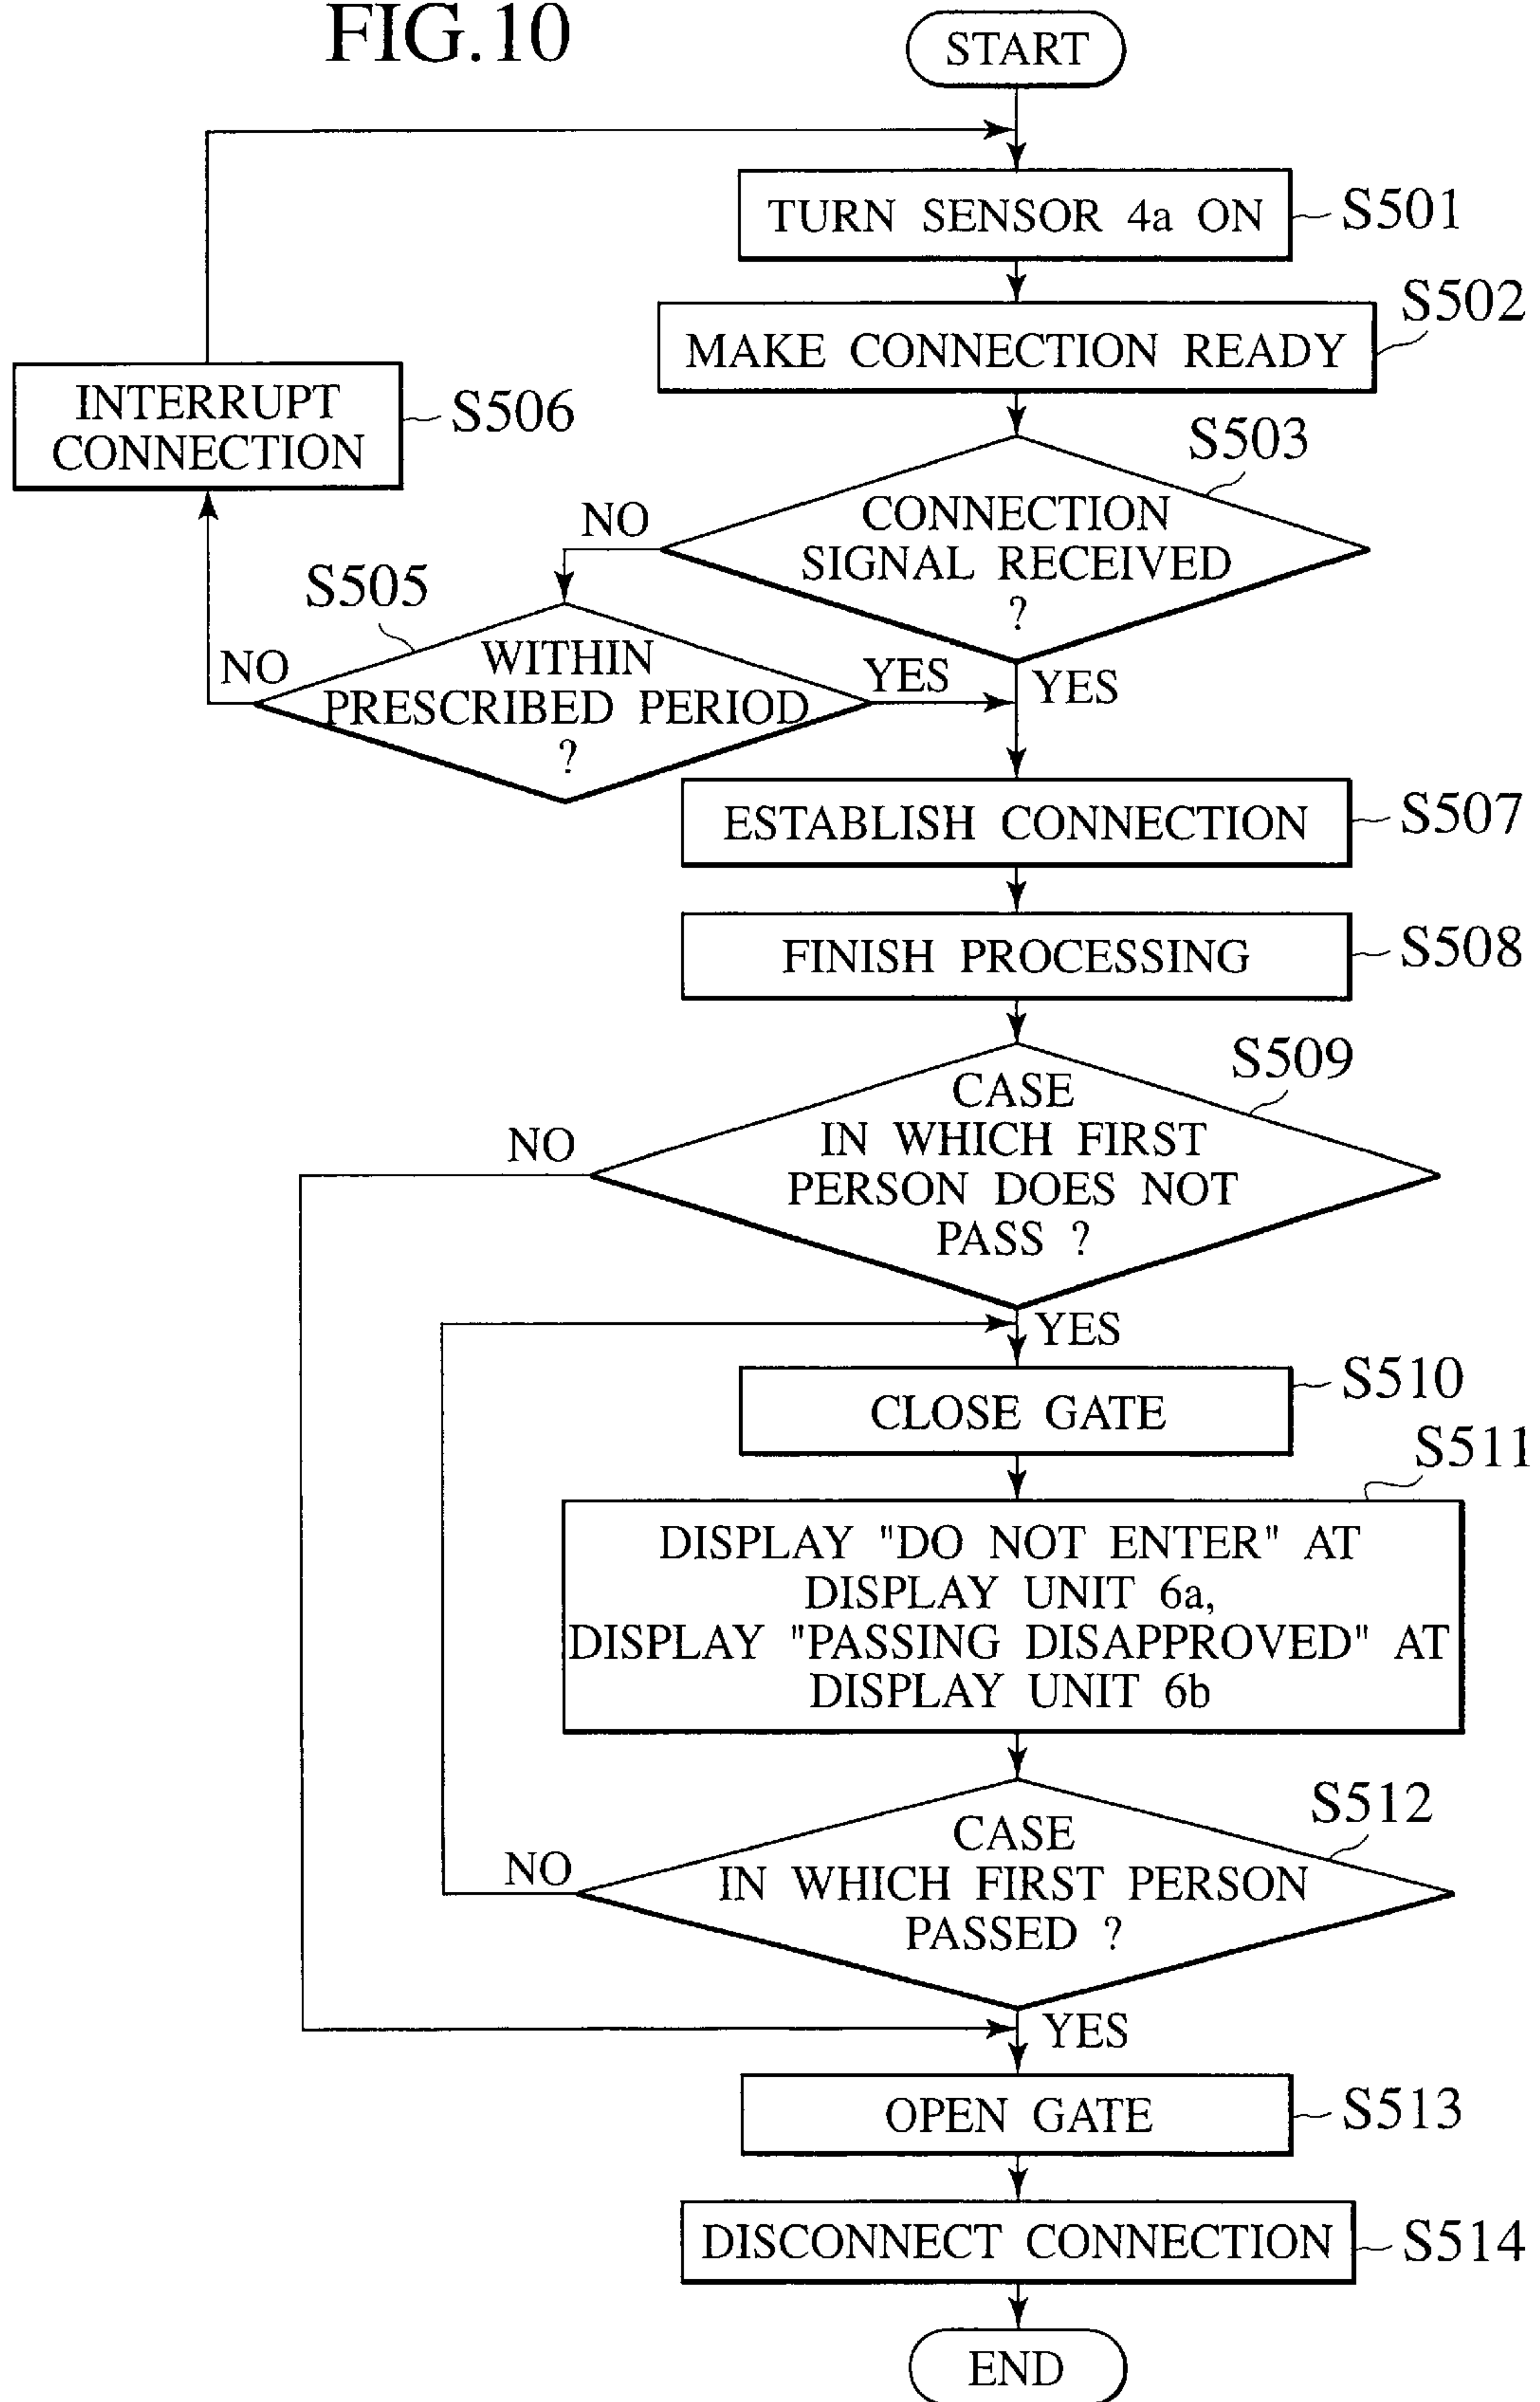 FIG.10
START
TURN SENSOR 4a ON
S501
MAKE CONNECTION READY
S502
INTERRUPT
CONNECTION
S506
CONNECTION
SIGNAL RECEIVED
?
S503
NO
YES
S505
WITHIN
PRESCRIBED PERIOD
?
NO
YES
ESTABLISH CONNECTION
S507
FINISH PROCESSING
S508
CASE
IN WHICH FIRST
PERSON DOES NOT
PASS ?
S509
NO
YES
CLOSE GATE
S510
S511
DISPLAY "DO NOT ENTER" AT
DISPLAY UNIT 6a,
DISPLAY "PASSING DISAPPROVED" AT
DISPLAY UNIT 6b
CASE
IN WHICH FIRST PERSON
PASSED ?
S512
NO
YES
OPEN GATE
S513
DISCONNECT CONNECTION
S514
END